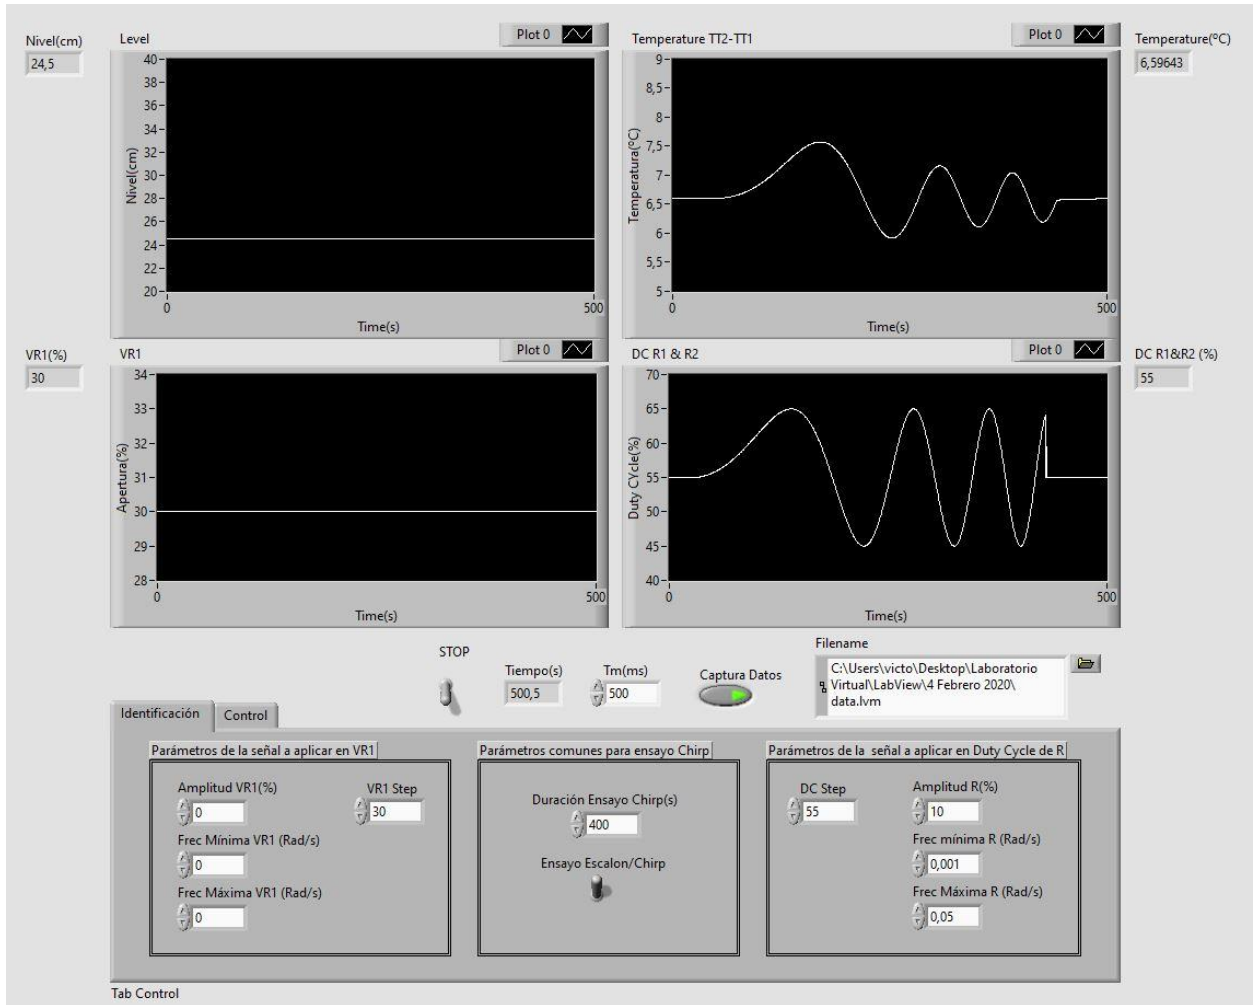 Nivel(cm)
24,5
Level
Plot 0
40
38
36
34
32
30
28
26
24
22
20
Nivel(cm)
0
500
Time(s)
Temperature TT2-TT1
Plot 0
9
8,5
8
7,5
7
6,5
6
5,5
5
Temperatura(ºC)
0
500
Time(s)
Temperature(ºC)
6,59643
VR1(%)
30
VR1
Plot 0
34
33
32
31
30
29
28
Apertura(%)
0
500
Time(s)
DC R1 & R2
Plot 0
70
65
60
55
50
45
40
Duty CYcle(%)
0
500
Time(s)
DC R1&R2 (%)
55
STOP
Tiempo(s)
500,5
Tm(ms)
500
Captura Datos
Filename
C:\Users\victo\Desktop\Laboratorio
Virtual\LabView\4 Febrero 2020\
data.lvm
Identificación
Control
Parámetros de la señal a aplicar en VR1
Amplitud VR1(%)
0
VR1 Step
30
Frec Mínima VR1 (Rad/s)
0
Frec Máxima VR1 (Rad/s)
0
Parámetros comunes para ensayo Chirp
Duración Ensayo Chirp(s)
400
Ensayo Escalon/Chirp
Parámetros de la señal a aplicar en Duty Cycle de R
DC Step
55
Amplitud R(%)
10
Frec mínima R (Rad/s)
0,001
Frec Máxima R (Rad/s)
0,05
Tab Control